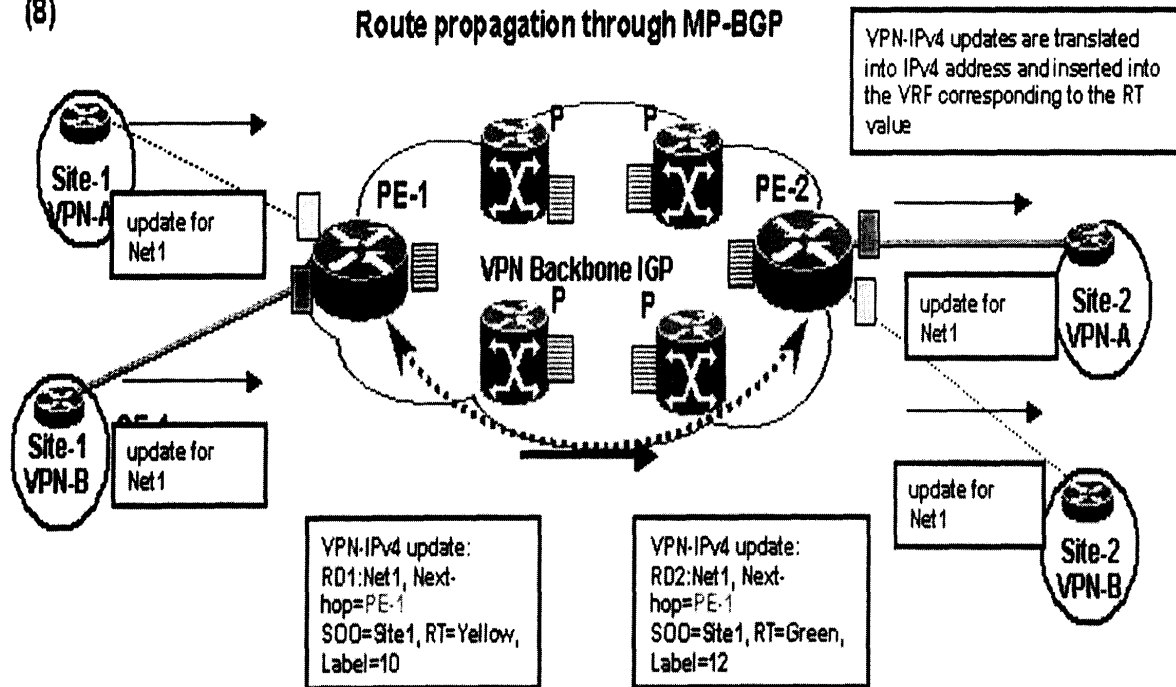 (8)
Route propagation through MP-BGP
VPN-IPv4 updates are translated
into IPv4 address and inserted into
the VRF corresponding to the RT
value
Site-1
VPN-A
update for
Net1
PE-1
P
P
PE-2
VPN Backbone IGP
P
P
update for
Net1
Site-2
VPN-A
Site-1
VPN-B
update for
Net1
update for
Net1
Site-2
VPN-B
VPN-IPv4 update:
RD1:Net1, Next-
hop=PE-1
SOO=Site1, RT=Yellow,
Label=10
VPN-IPv4 update:
RD2:Net1, Next-
hop=PE-1
SOO=Site1, RT=Green,
Label=12